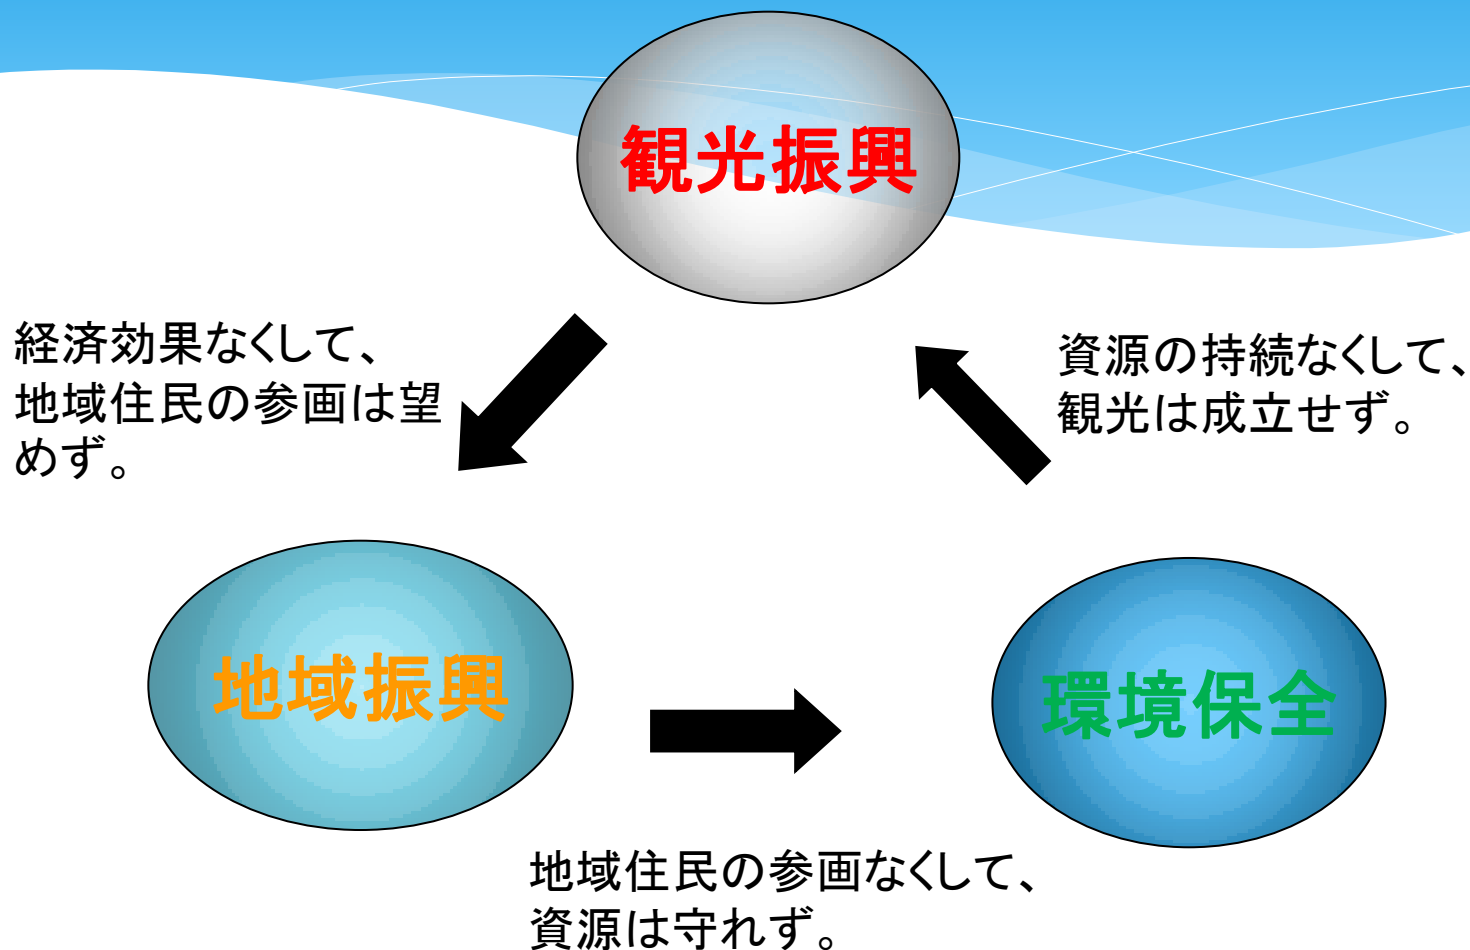 観光振興
経済効果なくして、
地域住民の参画は望
めず。
資源の持続なくして、
観光は成立せず。
地域振興
環境保全
地域住民の参画なくして、
資源は守れず。